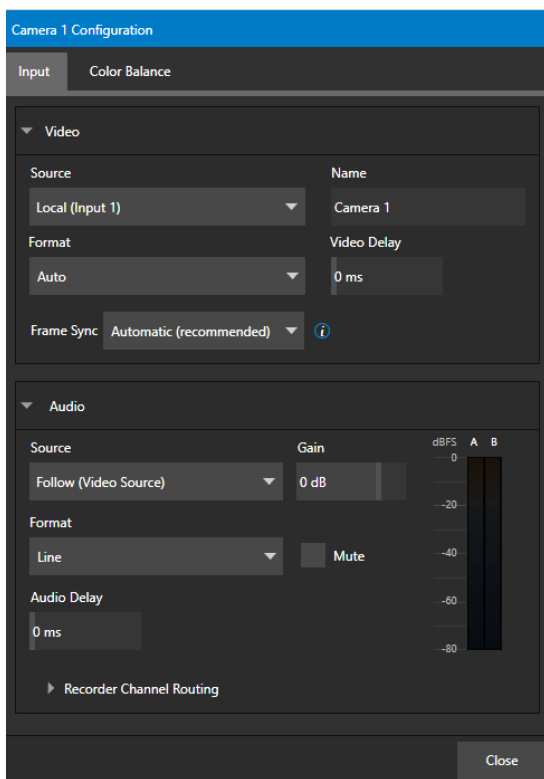 Camera 1 Configuration
Input Color Balance
Video
Source Name
Local (Input 1) Camera 1
Format Video Delay
Auto 0 ms
Frame Sync Automatic (recommended) i
Audio
Source Gain dBFS A B
0
Follow (Video Source) 0 dB
-20
Format
Line Mute -40
Audio Delay -60
0 ms
-80
Recorder Channel Routing
Close